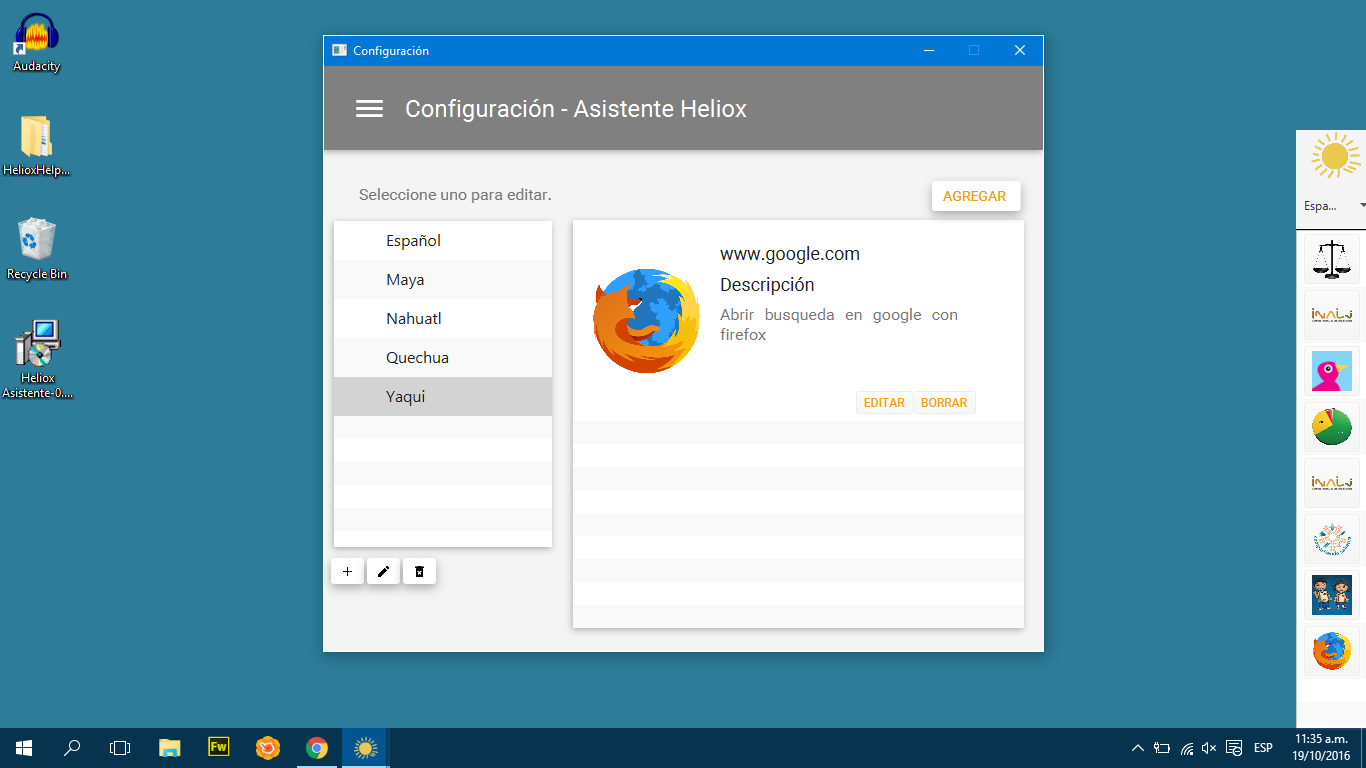 Audacity
HelioxHelp...
Recycle Bin
Heliox
Asistente-0....
Configuración
Configuración - Asistente Heliox
Seleccione uno para editar.
AGREGAR
Español
Maya
Nahuatl
Quechua
Yaqui
www.google.com
Descripción
Abrir busqueda en google con
firefox
EDITAR
BORRAR
Espa...
INALI
INALI
Fw
ESP
11:35 a.m.
19/10/2016